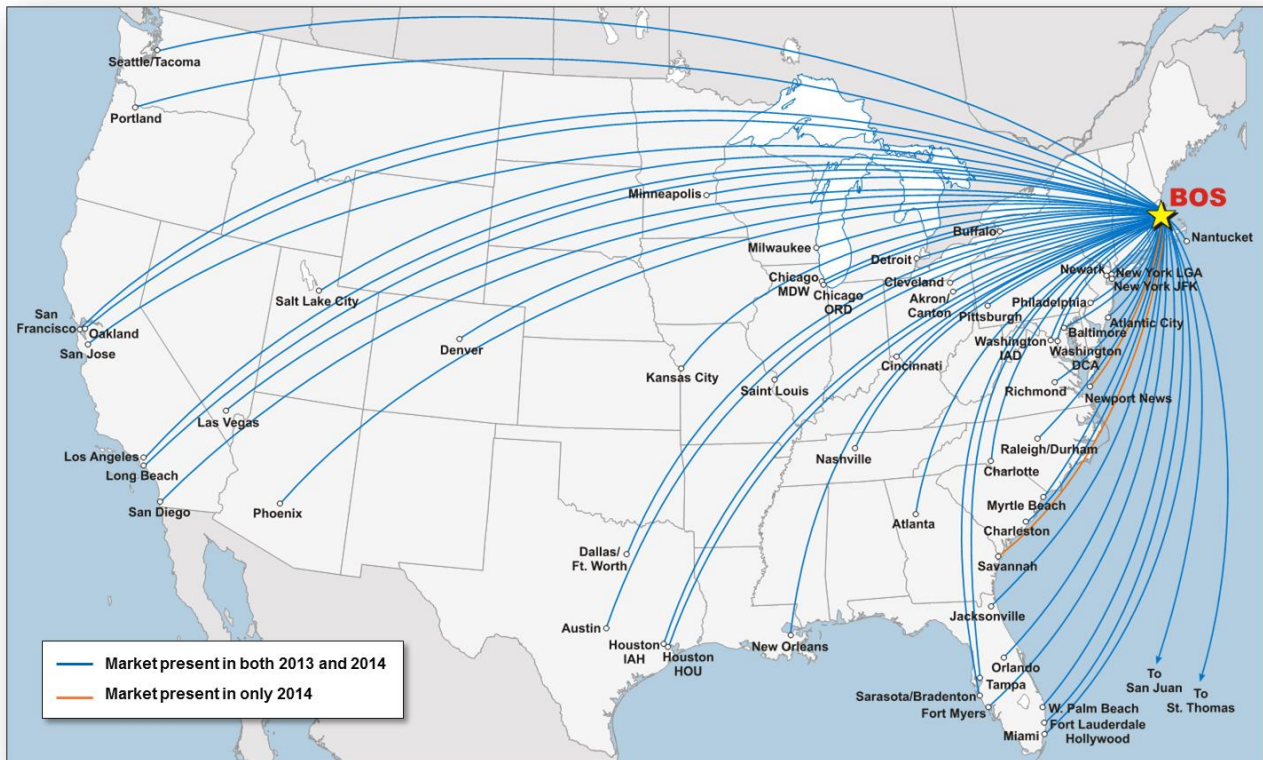 Seattle/Tacoma
Portland
Minneapolis
BOS
Buffalo
Nantucket
Milwaukee
Detroit
Newark
New York LGA
New York JFK
Chicago
MDW
Chicago
ORD
Cleveland
Akron/
Canton
Pittsburgh
Philadelphia
Atlantic City
Baltimore
Salt Lake City
San
Francisco
Oakland
San Jose
Denver
Washington
IAD
Washington
DCA
Kansas City
Saint Louis
Cincinnati
Richmond
Newport News
Las Vegas
Los Angeles
Long Beach
San Diego
Phoenix
Nashville
Raleigh/Durham
Charlotte
Myrtle Beach
Atlanta
Charleston
Dallas/
Ft. Worth
Savannah
Jacksonville
Austin
Houston
IAH
Houston
HOU
New Orleans
Orlando
Tampa
Sarasota/Bradenton
Fort Myers
W. Palm Beach
Fort Lauderdale
Hollywood
Miami
To
San Juan
To
St. Thomas
Market present in both 2013 and 2014
Market present in only 2014